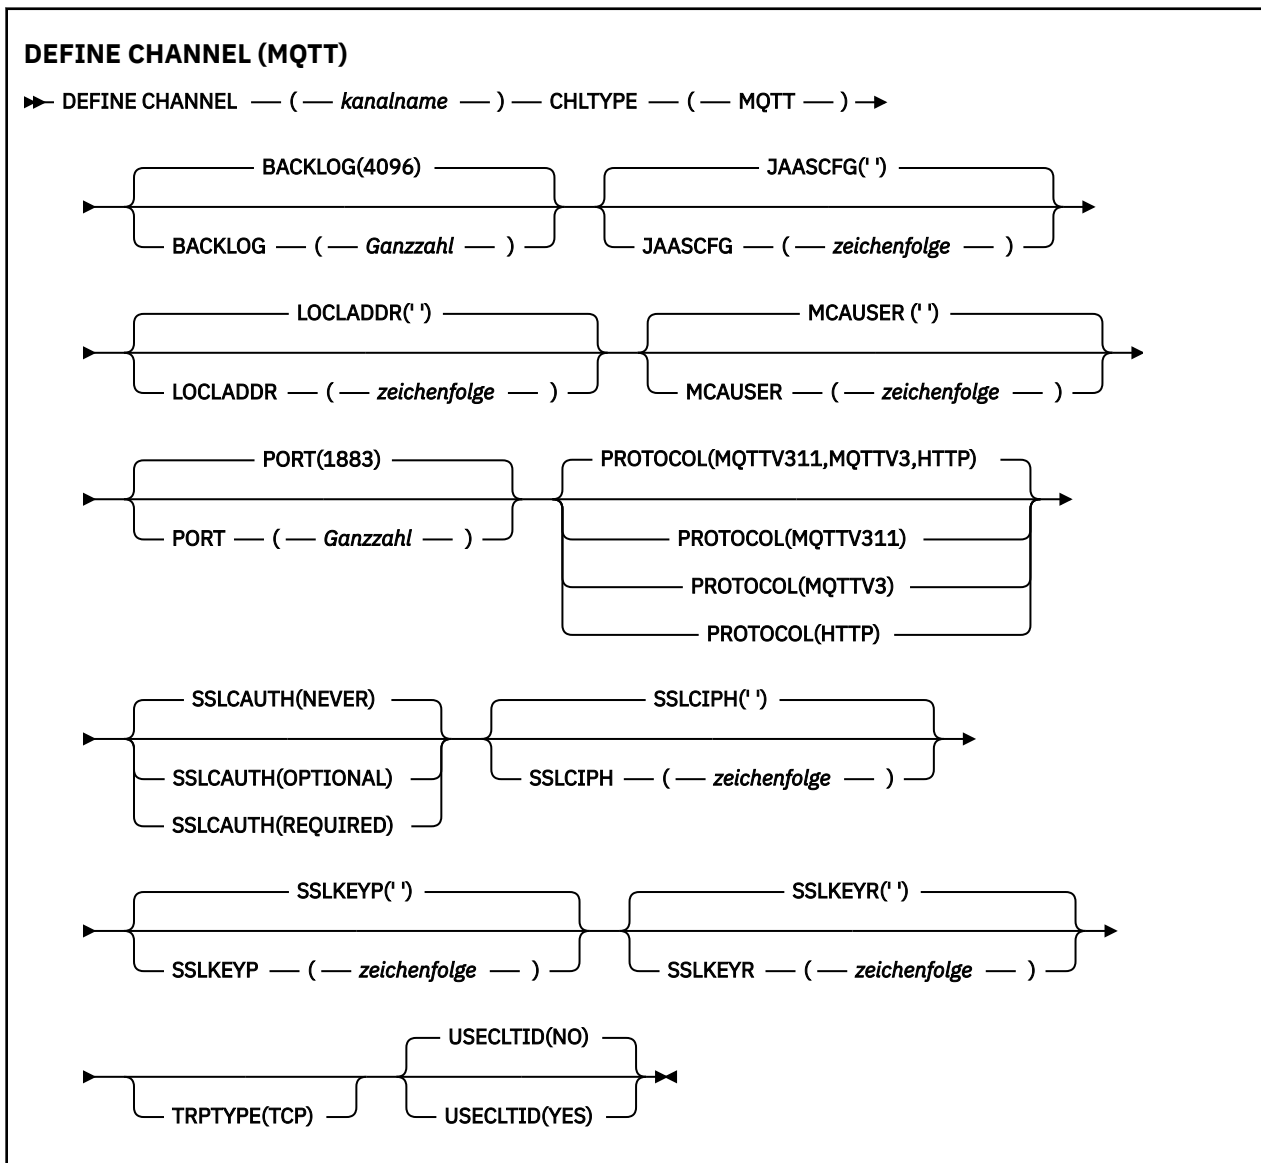 DEFINE CHANNEL (MQTT)
DEFINE CHANNEL ( kanalname ) CHLTYPE ( MQTT )
BACKLOG(4096) JAASCFG(' ')
BACKLOG ( Ganzzahl ) JAASCFG ( zeichenfolge )
LOCLADDR(' ') MCAUSER (' ')
LOCLADDR ( zeichenfolge ) MCAUSER ( zeichenfolge )
PORT(1883) PROTOCOL(MQTTV311,MQTTV3,HTTP)
PORT ( Ganzzahl ) PROTOCOL(MQTTV311)
PROTOCOL(MQTTV3)
PROTOCOL(HTTP)
SSLCAUTH(NEVER) SSLCIPH(' ')
SSLCAUTH(OPTIONAL) SSLCIPH ( zeichenfolge )
SSLCAUTH(REQUIRED)
SSLKEYP(' ') SSLKEYR(' ')
SSLKEYP ( zeichenfolge ) SSLKEYR ( zeichenfolge )
USECLTID(NO)
TRPTYPE(TCP) USECLTID(YES)